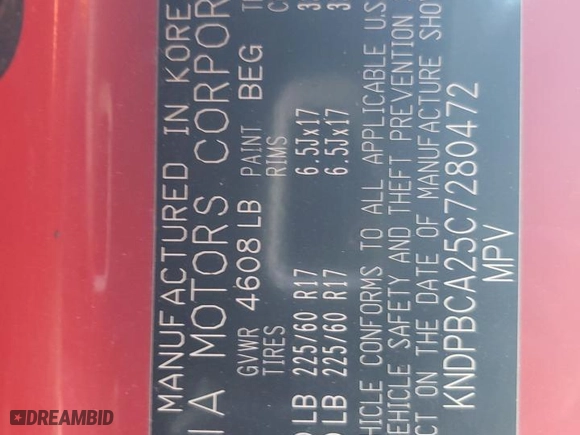 MANUFACTURED IN KORE
IA MOTORS CORPOR
GVWR 4608 LB PAINT BEG
TIRES RIMS
LB 225/60 R17 6.5Jx17 3
LB 225/60 R17 6.5Jx17 3
HICLE CONFORMS TO ALL APPLICABLE U.S
EHICLE SAFETY AND THEFT PREVENTION
CT ON THE DATE OF MANUFACTURE SHO
KNDPBCA25C7280472
MPV
DREAMBID